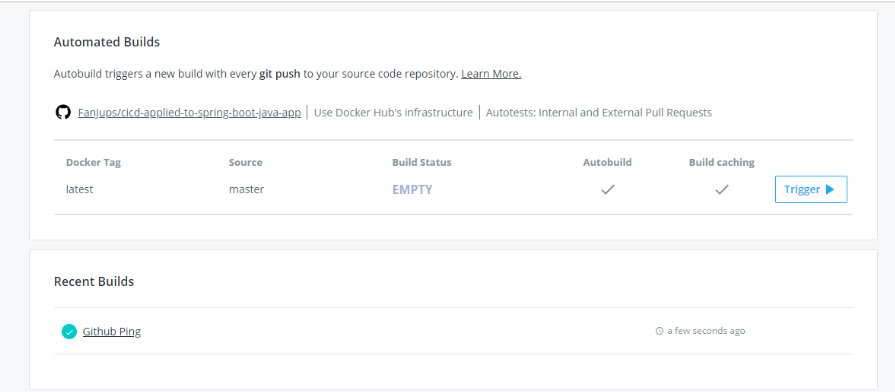 Automated Builds
Autobuild triggers a new build with every git push to your source code repository. Learn More.
Fanjups/cicd-applied-to-spring-boot-java-app | Use Docker Hub's infrastructure | Autotests: Internal and External Pull Requests
Docker Tag Source Build Status Autobuild Build caching
latest master EMPTY Trigger
Recent Builds
Github Ping a few seconds ago